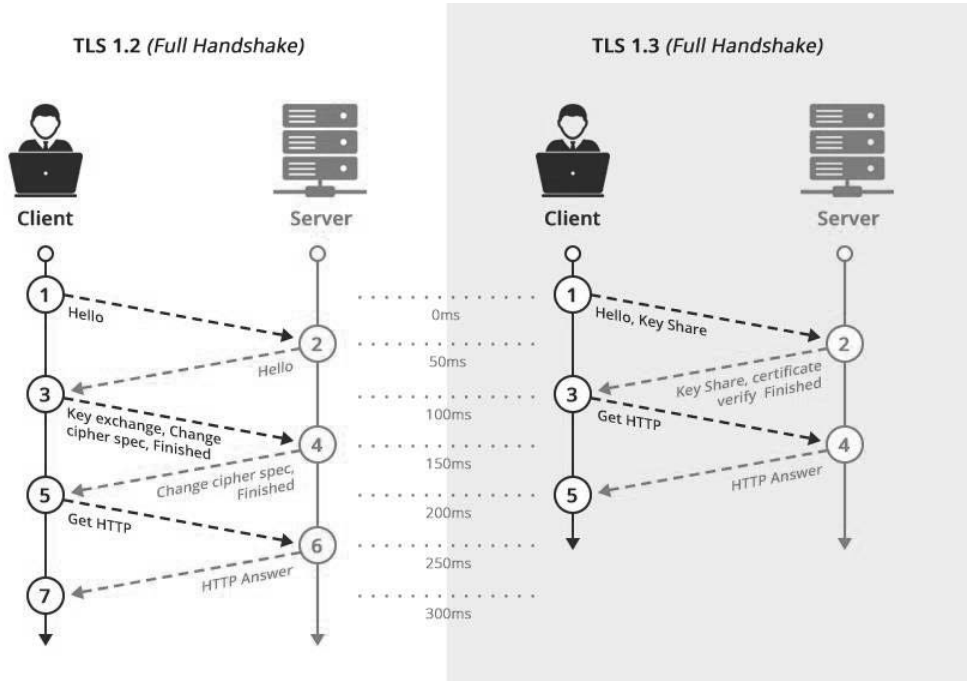 TLS 1.2 (Full Handshake)
Client
Server
1
Hello
2
Hello
3
Key exchange, Change
cipher spec, Finished
4
Change cipher spec,
Finished
5
Get HTTP
6
HTTP Answer
7
0ms
50ms
100ms
150ms
200ms
250ms
300ms
TLS 1.3 (Full Handshake)
Client
Server
1
Hello, Key Share
2
Key Share, certificate
verify Finished
3
Get HTTP
4
HTTP Answer
5